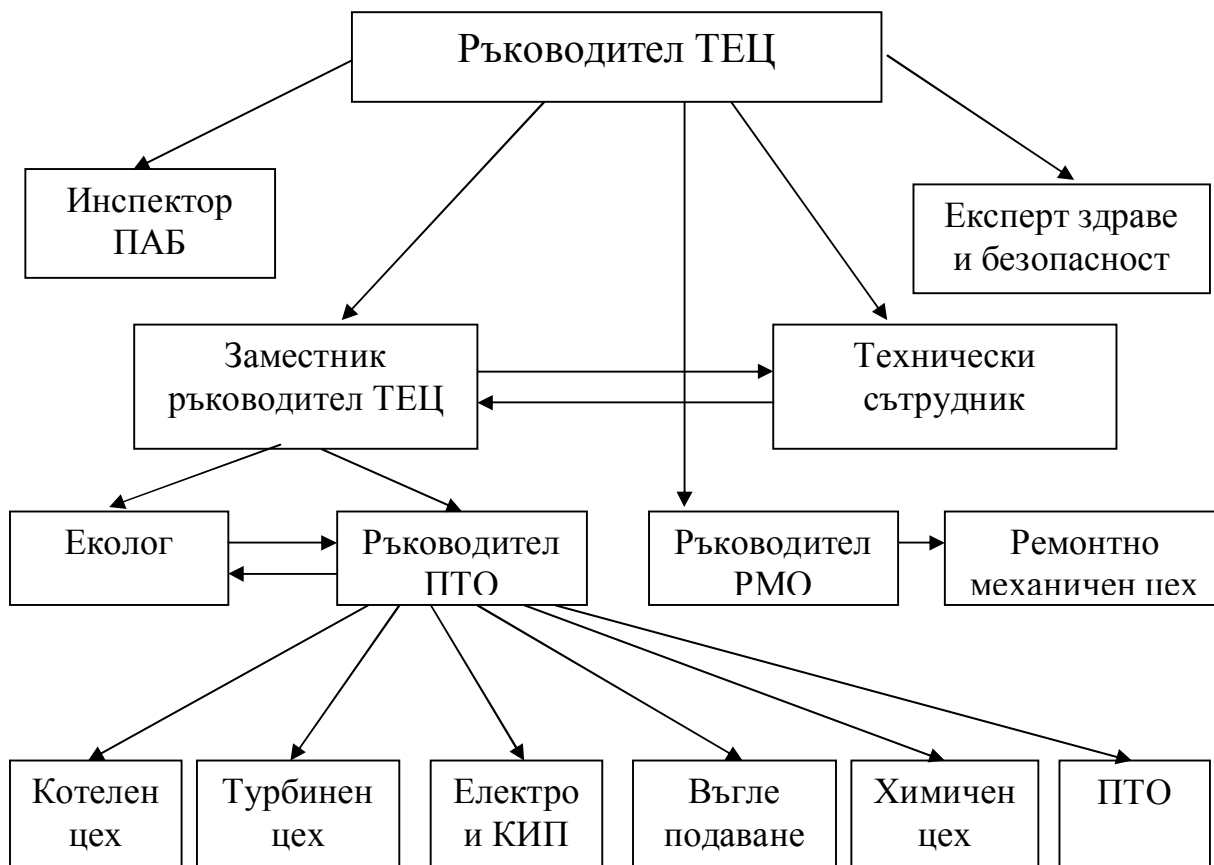 Ръководител ТЕЦ
Инспектор
ПАБ
Експерт здраве
и безопасност
Заместник
ръководител ТЕЦ
Технически
сътрудник
Еколог
Ръководител
ПТО
Ръководител
РМО
Ремонтно
механичен цех
Котелен
цех
Турбинен
цех
Електро
и КИП
Въгле
подаване
Химичен
цех
ПТО